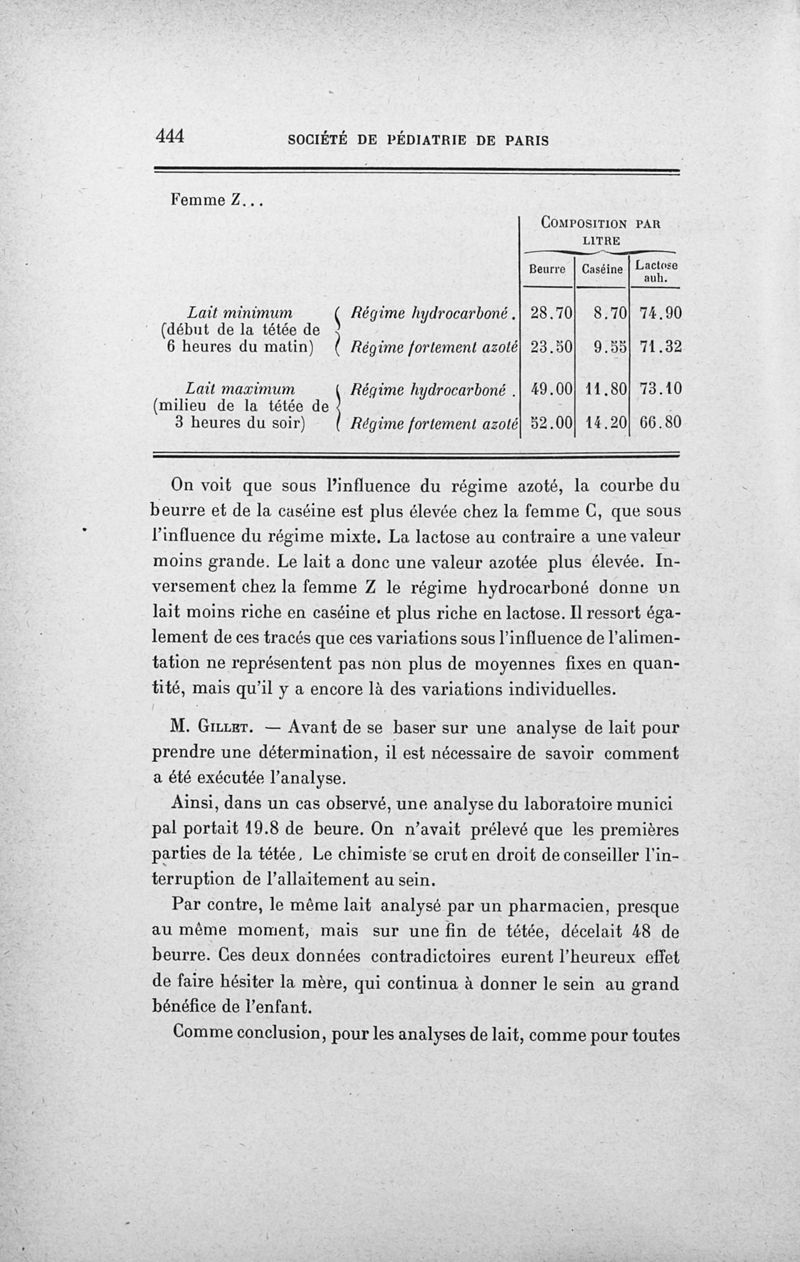 444
SOCIÉTÉ DE PÉDIATRIE DE PARIS
Femme Z...
COMPOSITION PAR
LITRE
Beurre Caséine Lactose
anh.
Lait minimum Régime hydrocarboné. 28.70 8.70 74.90
(début de la tétée de
6 heures du matin) Régime fortement azoté 23.50 9.55 71.32
Lait maximum Régime hydrocarboné. 49.00 11.80 73.10
(milieu de la tétée de
3 heures du soir) Régime fortement azoté 52.00 14.20 66.80
On voit que sous l'influence du régime azoté, la courbe du
beurre et de la caséine est plus élevée chez la femme C, que sous
l'influence du régime mixte. La lactose au contraire a une valeur
moins grande. Le lait a donc une valeur azotée plus élevée. In-
versement chez la femme Z le régime hydrocarboné donne un
lait moins riche en caséine et plus riche en lactose. Il ressort éga-
lement de ces tracés que ces variations sous l'influence de l'alimen-
tation ne représentent pas non plus de moyennes fixes en quan-
tité, mais qu'il y a encore là des variations individuelles.
M. GILLET. — Avant de se baser sur une analyse de lait pour
prendre une détermination, il est nécessaire de savoir comment
a été exécutée l'analyse.
Ainsi, dans un cas observé, une analyse du laboratoire munici
pal portait 19.8 de beure. On n'avait prélevé que les premières
parties de la tétée. Le chimiste se crut en droit de conseiller l'in-
terruption de l'allaitement au sein.
Par contre, le même lait analysé par un pharmacien, presque
au même moment, mais sur une fin de tétée, décelait 48 de
beurre. Ces deux données contradictoires eurent l'heureux effet
de faire hésiter la mère, qui continua à donner le sein au grand
bénéfice de l'enfant.
Comme conclusion, pour les analyses de lait, comme pour toutes